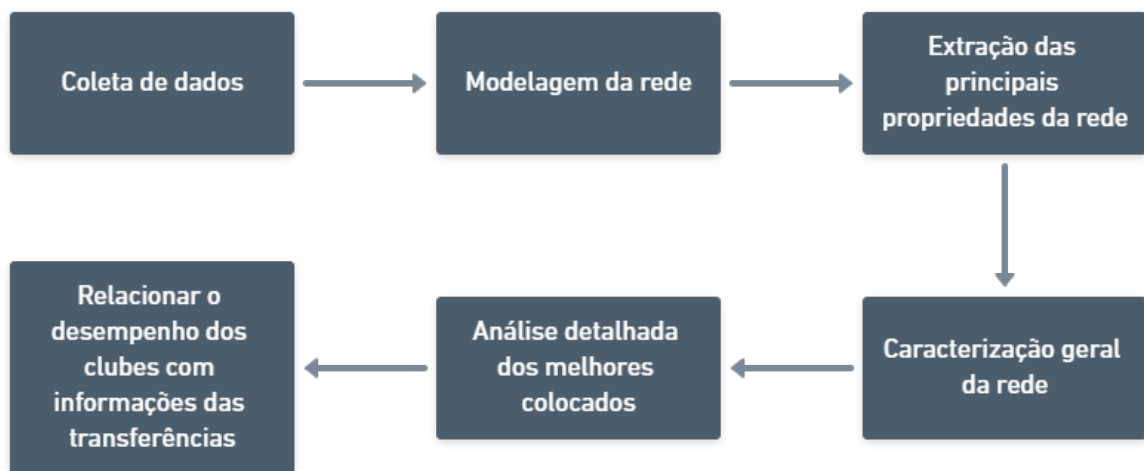 Coleta de dados
Modelagem da rede
Extração das
principais
propriedades da rede
Caracterização geral
da rede
Análise detalhada
dos melhores
colocados
Relacionar o
desempenho dos
clubes com
informações das
transferências